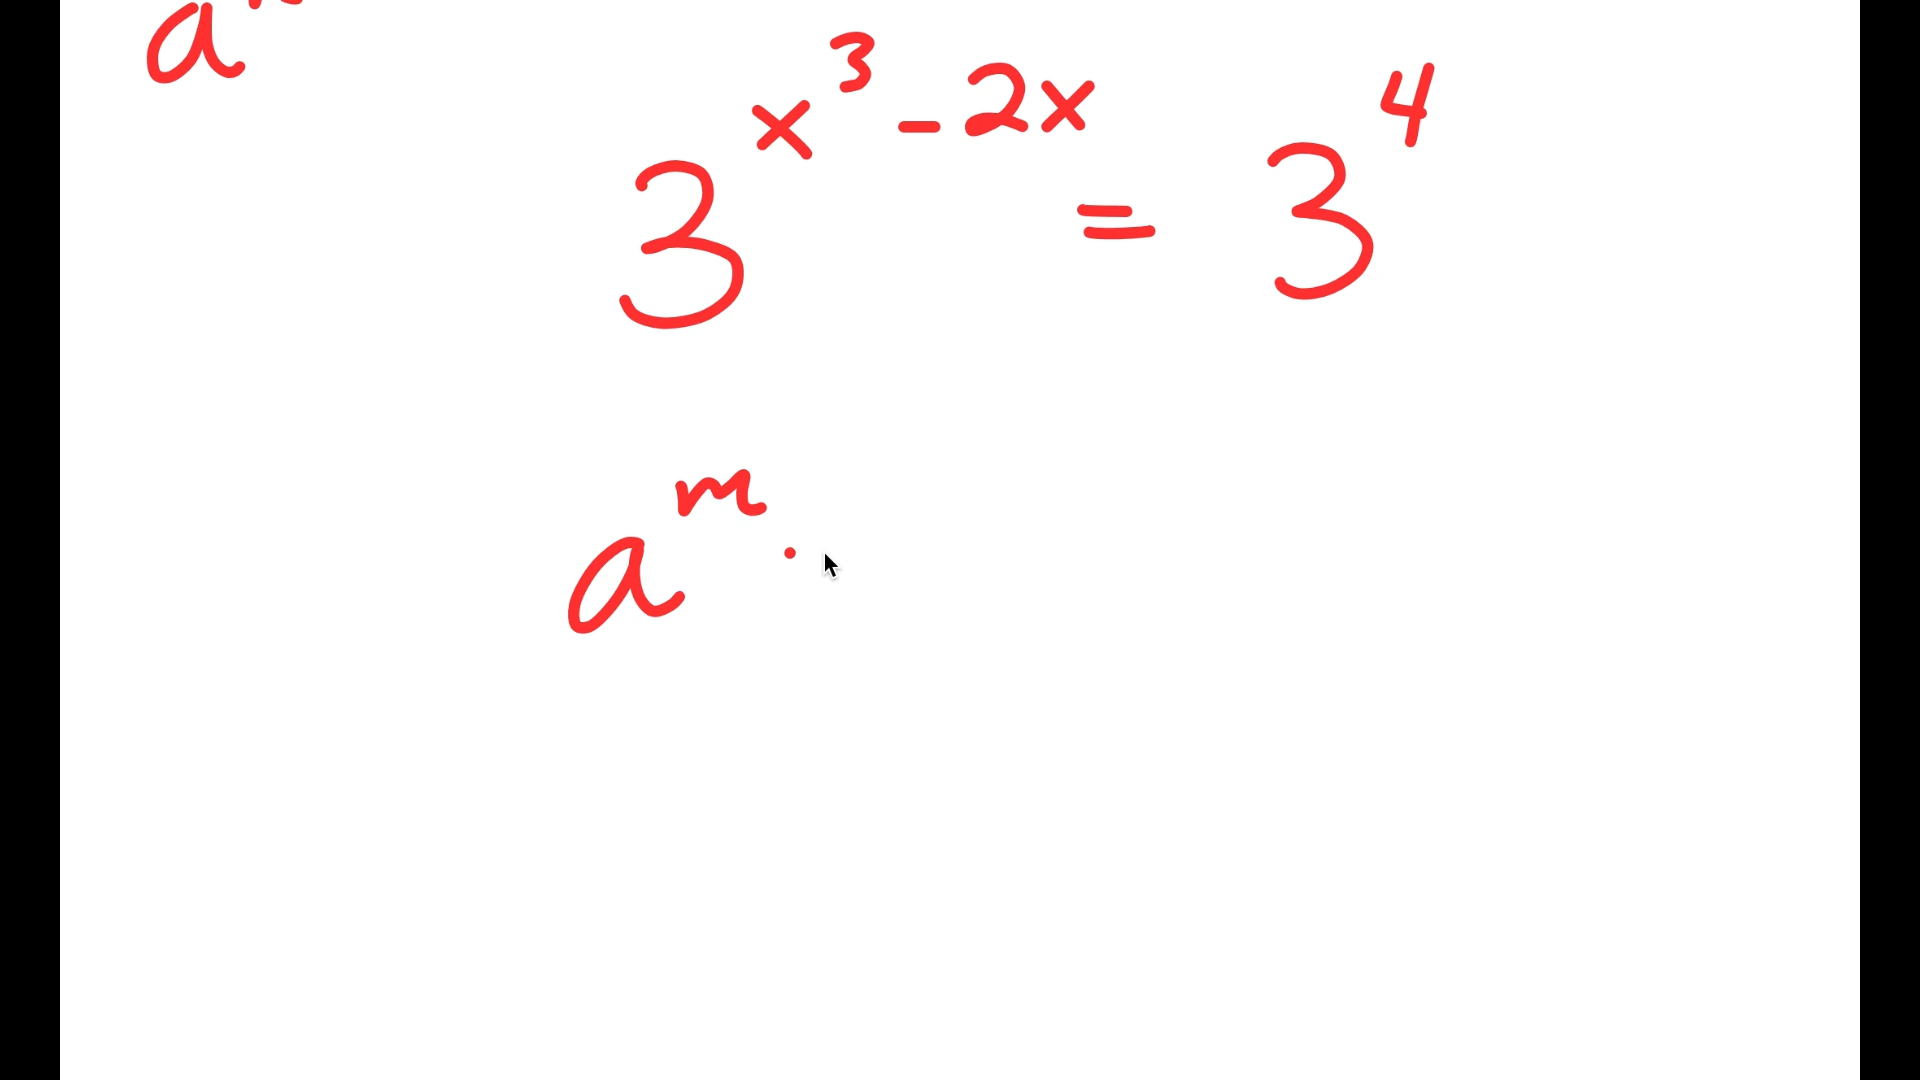 a
3^{x^3-2x} = 3^4
a^m ·